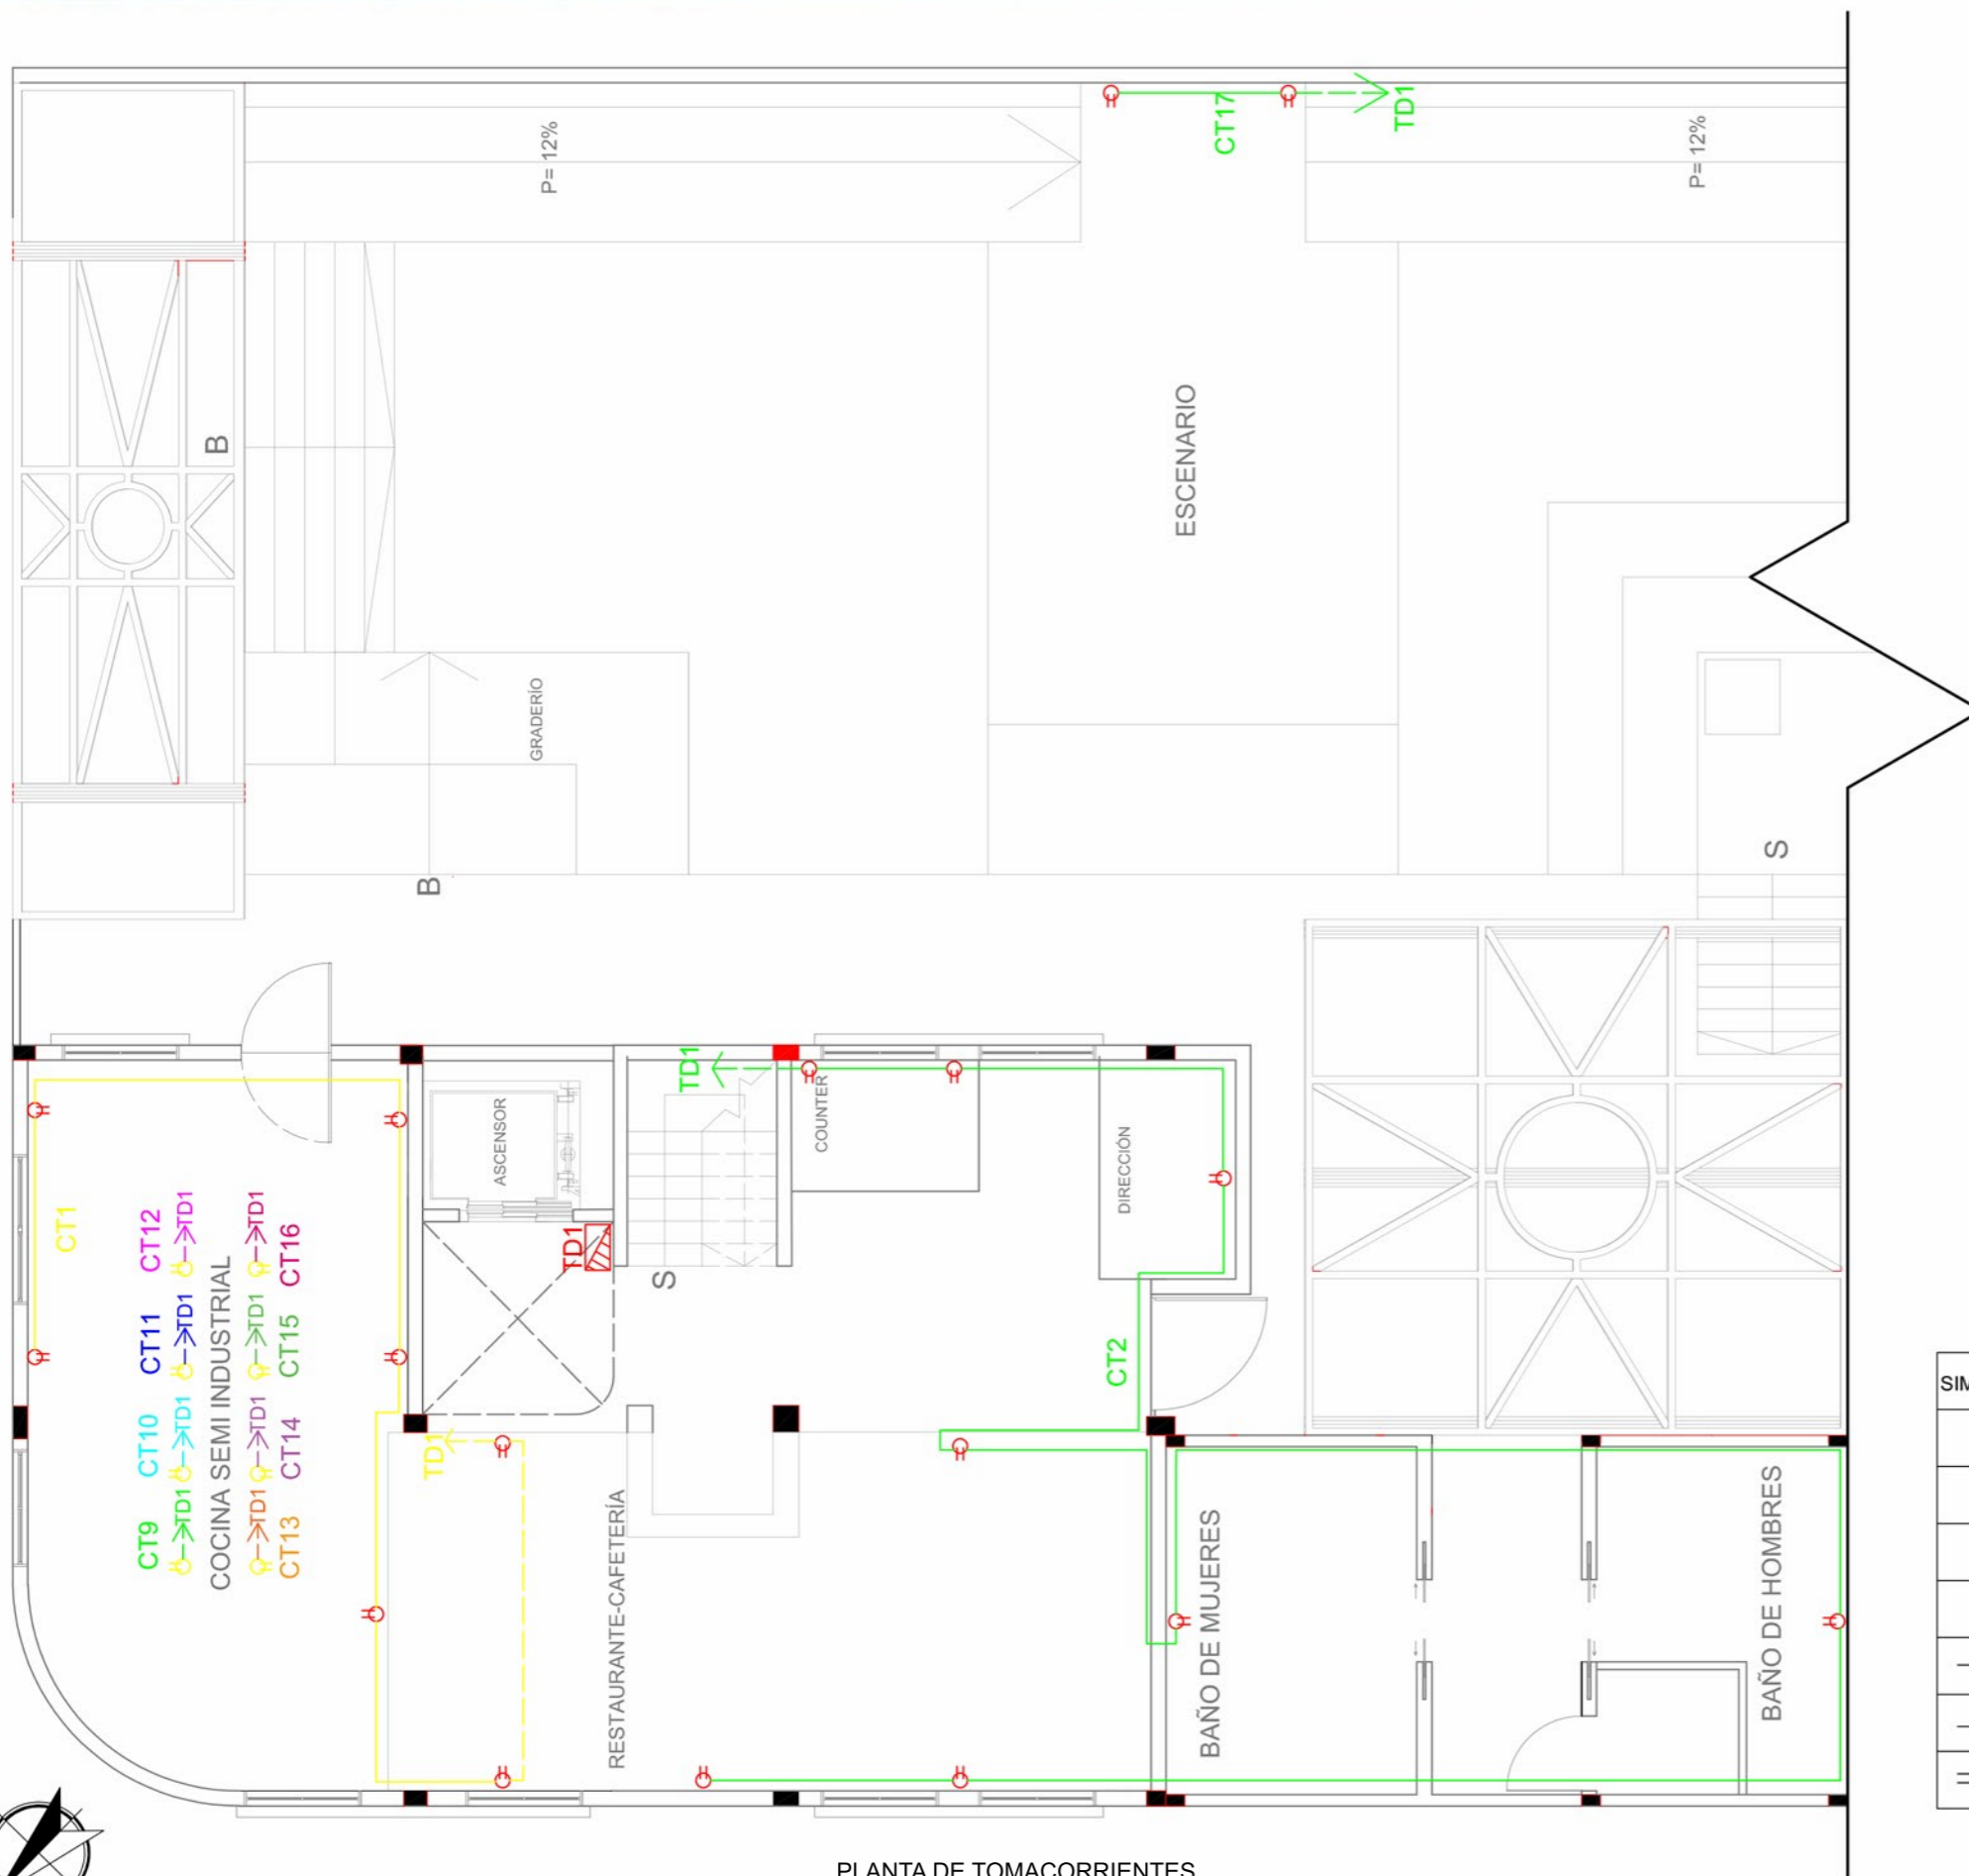 TD1
CT17
P= 12%
P= 12%
B
ESCENARIO
GRADERÍO
S
B
TD1
COUNTER
ASCENSOR
DIRECCIÓN
CT1
CT12
TD1
TD1
CT16
TD1
S
CT11
TD1
TD1
CT15
CT2
SIM
CT10
TD1
TD1
CT14
TD1
CT9
TD1
TD1
CT13
COCINA SEMI INDUSTRIAL
RESTAURANTE-CAFETERÍA
BAÑO DE MUJERES
BAÑO DE HOMBRES
PLANTA DE TOMACORRIENTES